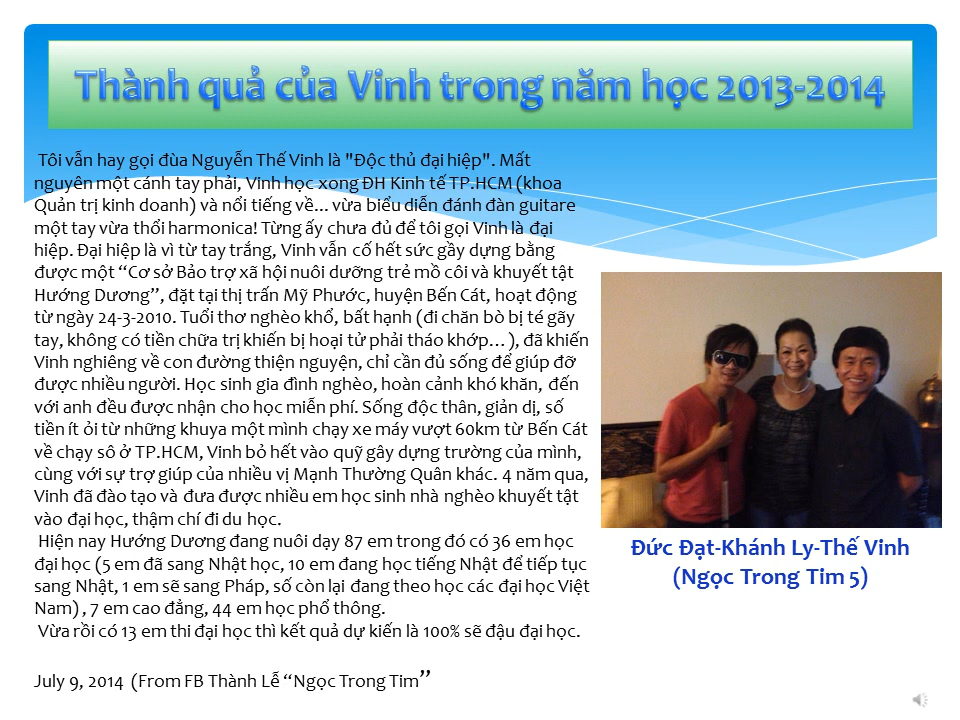 Thành quả của Vinh trong năm học 2013-2014
Tôi vẫn hay gọi đùa Nguyễn Thế Vinh là "Độc thủ đại hiệp". Mất
nguyên một cánh tay phải, Vinh học xong ĐH Kinh tế TP.HCM (khoa
Quản trị kinh doanh) và nổi tiếng về... vừa biểu diễn đánh đàn guitare
một tay vừa thổi harmonica! Từng ấy chưa đủ để tôi gọi Vinh là đại
hiệp. Đại hiệp là vì từ tay trắng, Vinh vẫn cố hết sức gầy dựng bằng
được một “Cơ sở Bảo trợ xã hội nuôi dưỡng trẻ mồ côi và khuyết tật
Hướng Dương”, đặt tại thị trấn Mỹ Phước, huyện Bến Cát, hoạt động
từ ngày 24-3-2010. Tuổi thơ nghèo khổ, bất hạnh (đi chăn bò bị té gãy
tay, không có tiền chữa trị khiến bị hoại tử phải tháo khớp...), đã khiến
Vinh nghiêng về con đường thiện nguyện, chỉ cần đủ sống để giúp đỡ
được nhiều người. Học sinh gia đình nghèo, hoàn cảnh khó khăn, đến
với anh đều được nhận cho học miễn phí. Sống độc thân, giản dị, số
tiền ít ỏi từ những khuya một mình chạy xe máy vượt 60km từ Bến Cát
về chạy sô ở TP.HCM, Vinh bỏ hết vào quỹ gây dựng trường của mình,
cùng với sự trợ giúp của nhiều vị Mạnh Thường Quân khác. 4 năm qua,
Vinh đã đào tạo và đưa được nhiều em học sinh nhà nghèo khuyết tật
vào đại học, thậm chí đi du học.
Hiện nay Hướng Dương đang nuôi dạy 87 em trong đó có 36 em học
đại học (5 em đã sang Nhật học, 10 em đang học tiếng Nhật để tiếp tục
sang Nhật, 1 em sẽ sang Pháp, số còn lại đang theo học các đại học Việt
Nam) , 7 em cao đẳng, 44 em học phổ thông.
Vừa rồi có 13 em thi đại học thì kết quả dự kiến là 100% sẽ đậu đại học.
July 9, 2014 (From FB Thành Lễ “Ngọc Trong Tim”
Đức Đạt-Khánh Ly-Thế Vinh
(Ngọc Trong Tim 5)